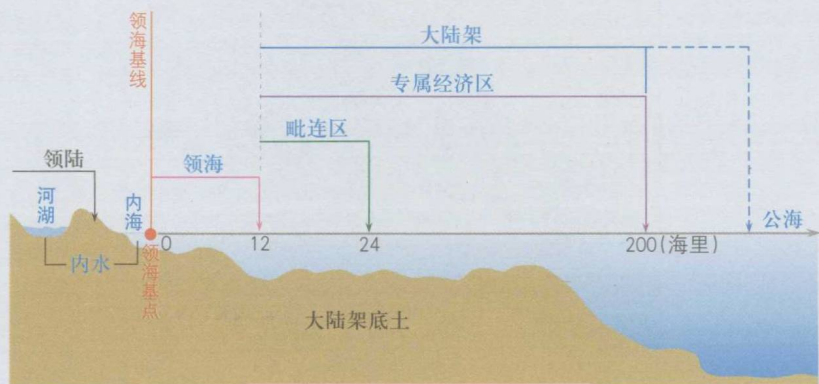 领海基线
大陆架
专属经济区
毗连区
领海
领陆
河湖
内海
公海
0
12
24
200(海里)
内水
领海基点
大陆架底土